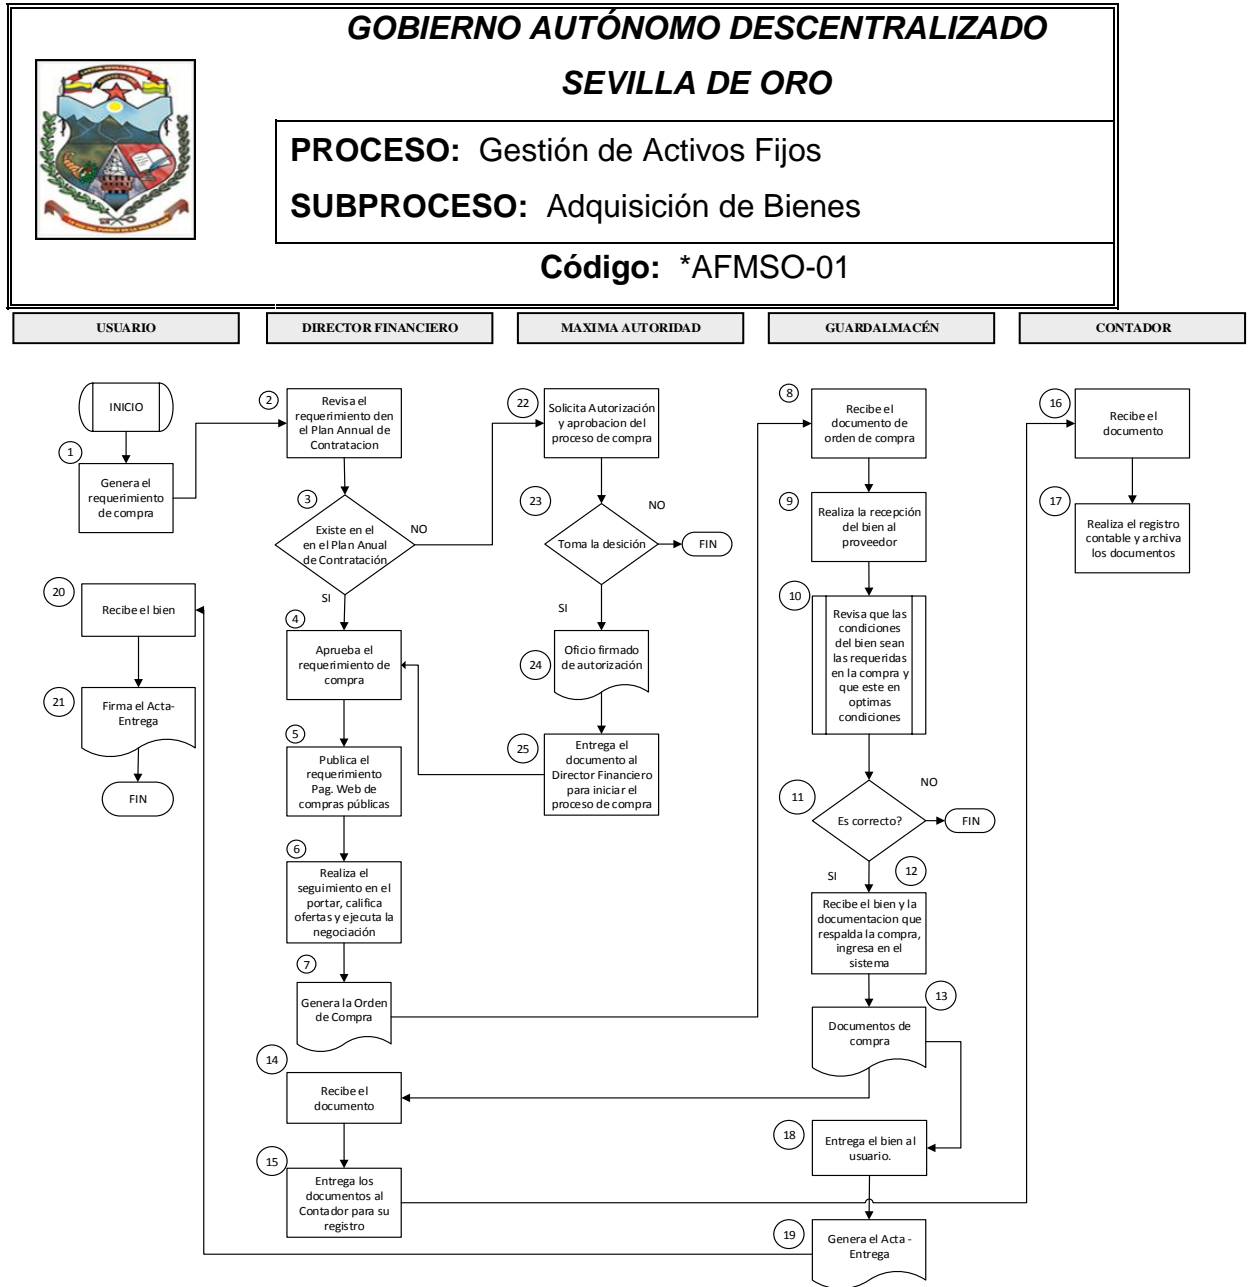 GOBIERNO AUTÓNOMO DESCENTRALIZADO
SEVILLA DE ORO
PROCESO: Gestión de Activos Fijos
SUBPROCESO: Adquisición de Bienes
Código: *AFMSO-01
USUARIO
DIRECTOR FINANCIERO
MAXIMA AUTORIDAD
GUARDALMACÉN
CONTADOR
INICIO
1
Genera el
requerimiento
de compra
20
Recibe el bien
21
Firma el Acta-
Entrega
FIN
2
Revisa el
requerimiento den
el Plan Annual de
Contratacion
3
Existe en el
en el Plan Anual
de Contratación
NO
SI
4
Aprueba el
requerimiento de
compra
5
Publica el
requerimiento
Pag. Web de
compras públicas
6
Realiza el
seguimiento en el
portar, califica
ofertas y ejecuta la
negociación
7
Genera la Orden
de Compra
14
Recibe el
documento
15
Entrega los
documentos al
Contador para su
registro
22
Solicita Autorización
y aprobacion del
proceso de compra
23
NO
Toma la desición
FIN
SI
24
Oficio firmado
de autorización
25
Entrega el
documento al
Director Financiero
para iniciar el
proceso de compra
8
Recibe el
documento de
orden de compra
9
Realiza la recepción
del bien al
proveedor
10
Revisa que las
condiciones
del bien sean
las requeridas
en la compra y
que este en
optimas
condiciones
11
NO
Es correcto?
FIN
SI
12
Recibe el bien y la
documentacion que
respalda la compra,
ingresa en el
sistema
13
Documentos de
compra
18
Entrega el bien al
usuario.
19
Genera el Acta -
Entrega
16
Recibe el
documento
17
Realiza el registro
contable y archiva
los documentos